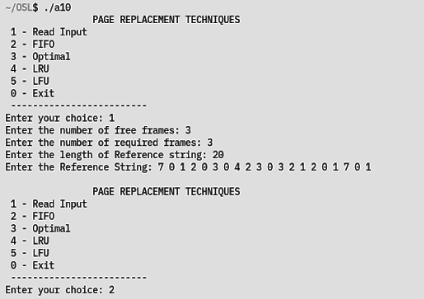 ~/OSL$ ./a10
PAGE REPLACEMENT TECHNIQUES
1 - Read Input
2 - FIFO
3 - Optimal
4 - LRU
5 - LFU
0 - Exit
--------------------------
Enter your choice: 1
Enter the number of free frames: 3
Enter the number of required frames: 3
Enter the length of Reference string: 20
Enter the Reference String: 7 0 1 2 0 3 0 4 2 3 0 3 2 1 2 0 1 7 0 1
PAGE REPLACEMENT TECHNIQUES
1 - Read Input
2 - FIFO
3 - Optimal
4 - LRU
5 - LFU
0 - Exit
--------------------------
Enter your choice: 2